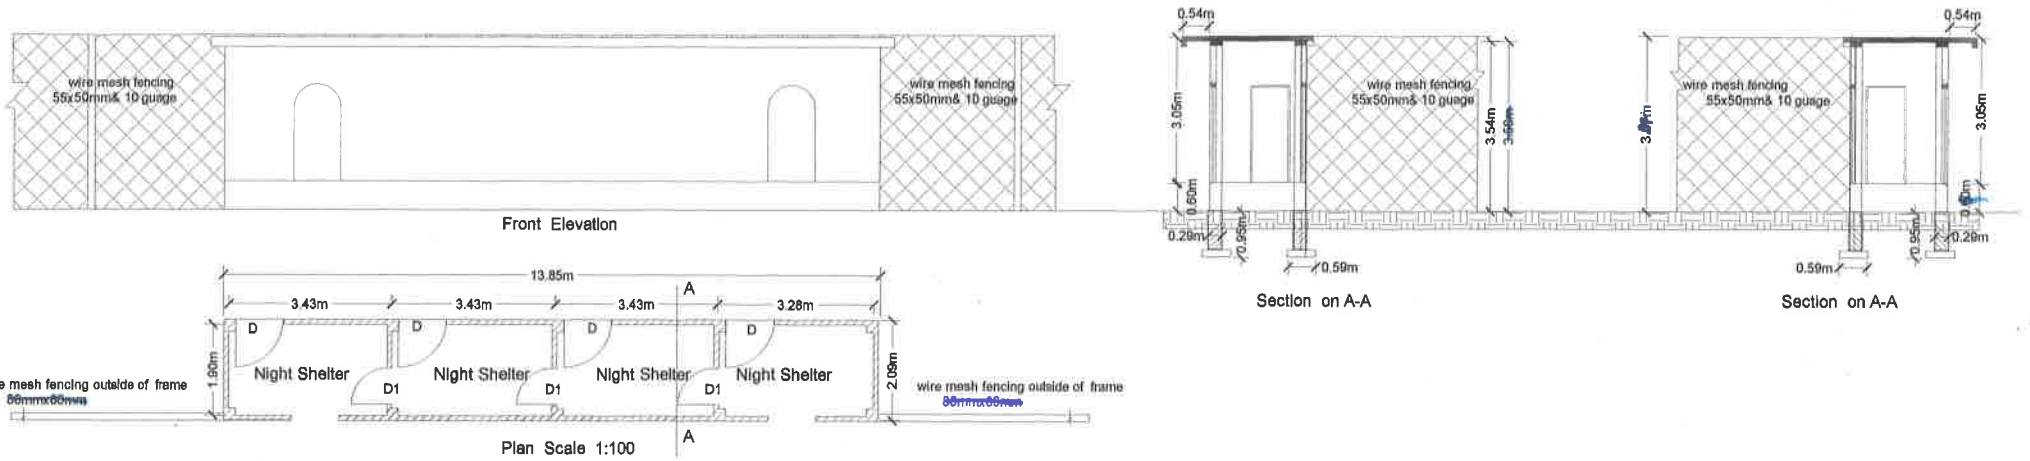 wire mesh fencing
55x50mm& 10 guage
wire mesh fencing
55x50mm& 10 guage
Front Elevation
0.54m
3.05m
wire mesh fencing
55x50mm& 10 guage
3.54m
0.60m
0.29m
0.95m
0.59m
Section on A-A
0.54m
wire mesh fencing
55x50mm& 10 guage
3.05m
0.29m
0.95m
0.59m
Section on A-A
13.85m
3.43m
3.43m
3.43m
A
3.28m
D
D
D
D
1.90m
Night Shelter
Night Shelter
Night Shelter
Night Shelter
2.09m
D1
D1
D1
mesh fencing outside of frame
wire mesh fencing outside of frame
A
Plan Scale 1:100